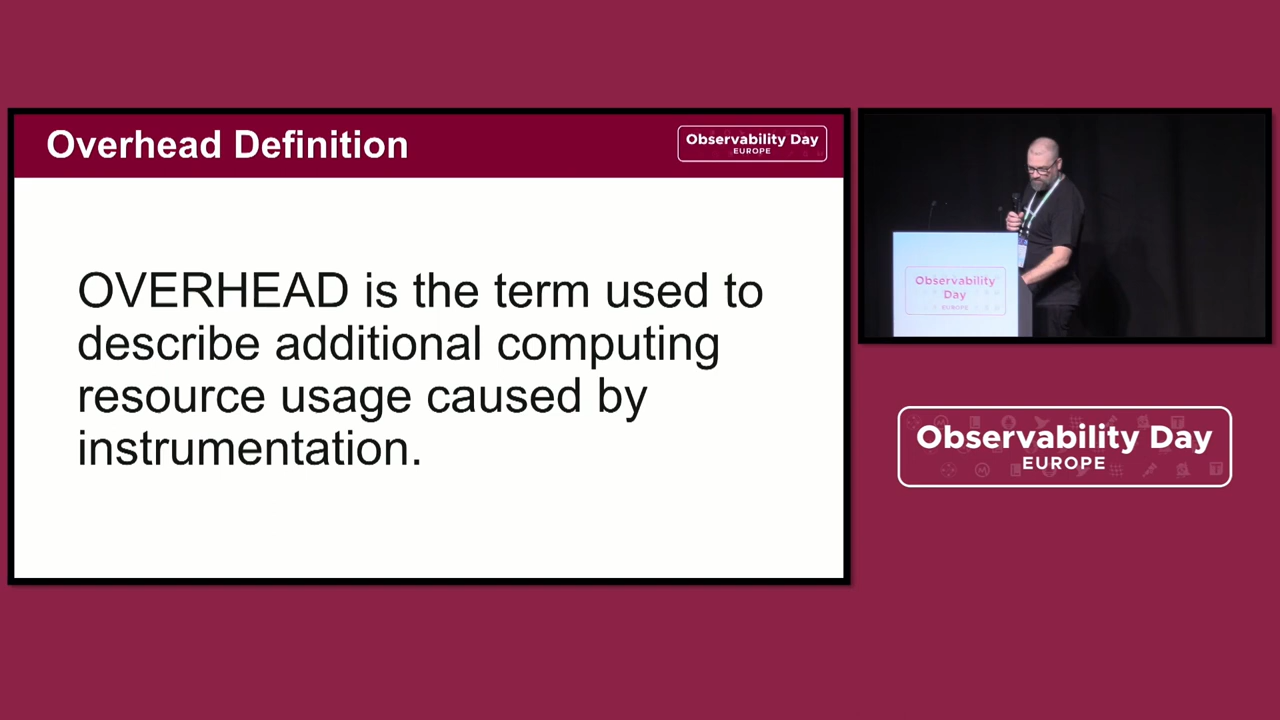 Overhead Definition
Observability Day
EUROPE
OVERHEAD is the term used to
describe additional computing
resource usage caused by
instrumentation.
Observability
Day
EUROPE
Observability Day
EUROPE